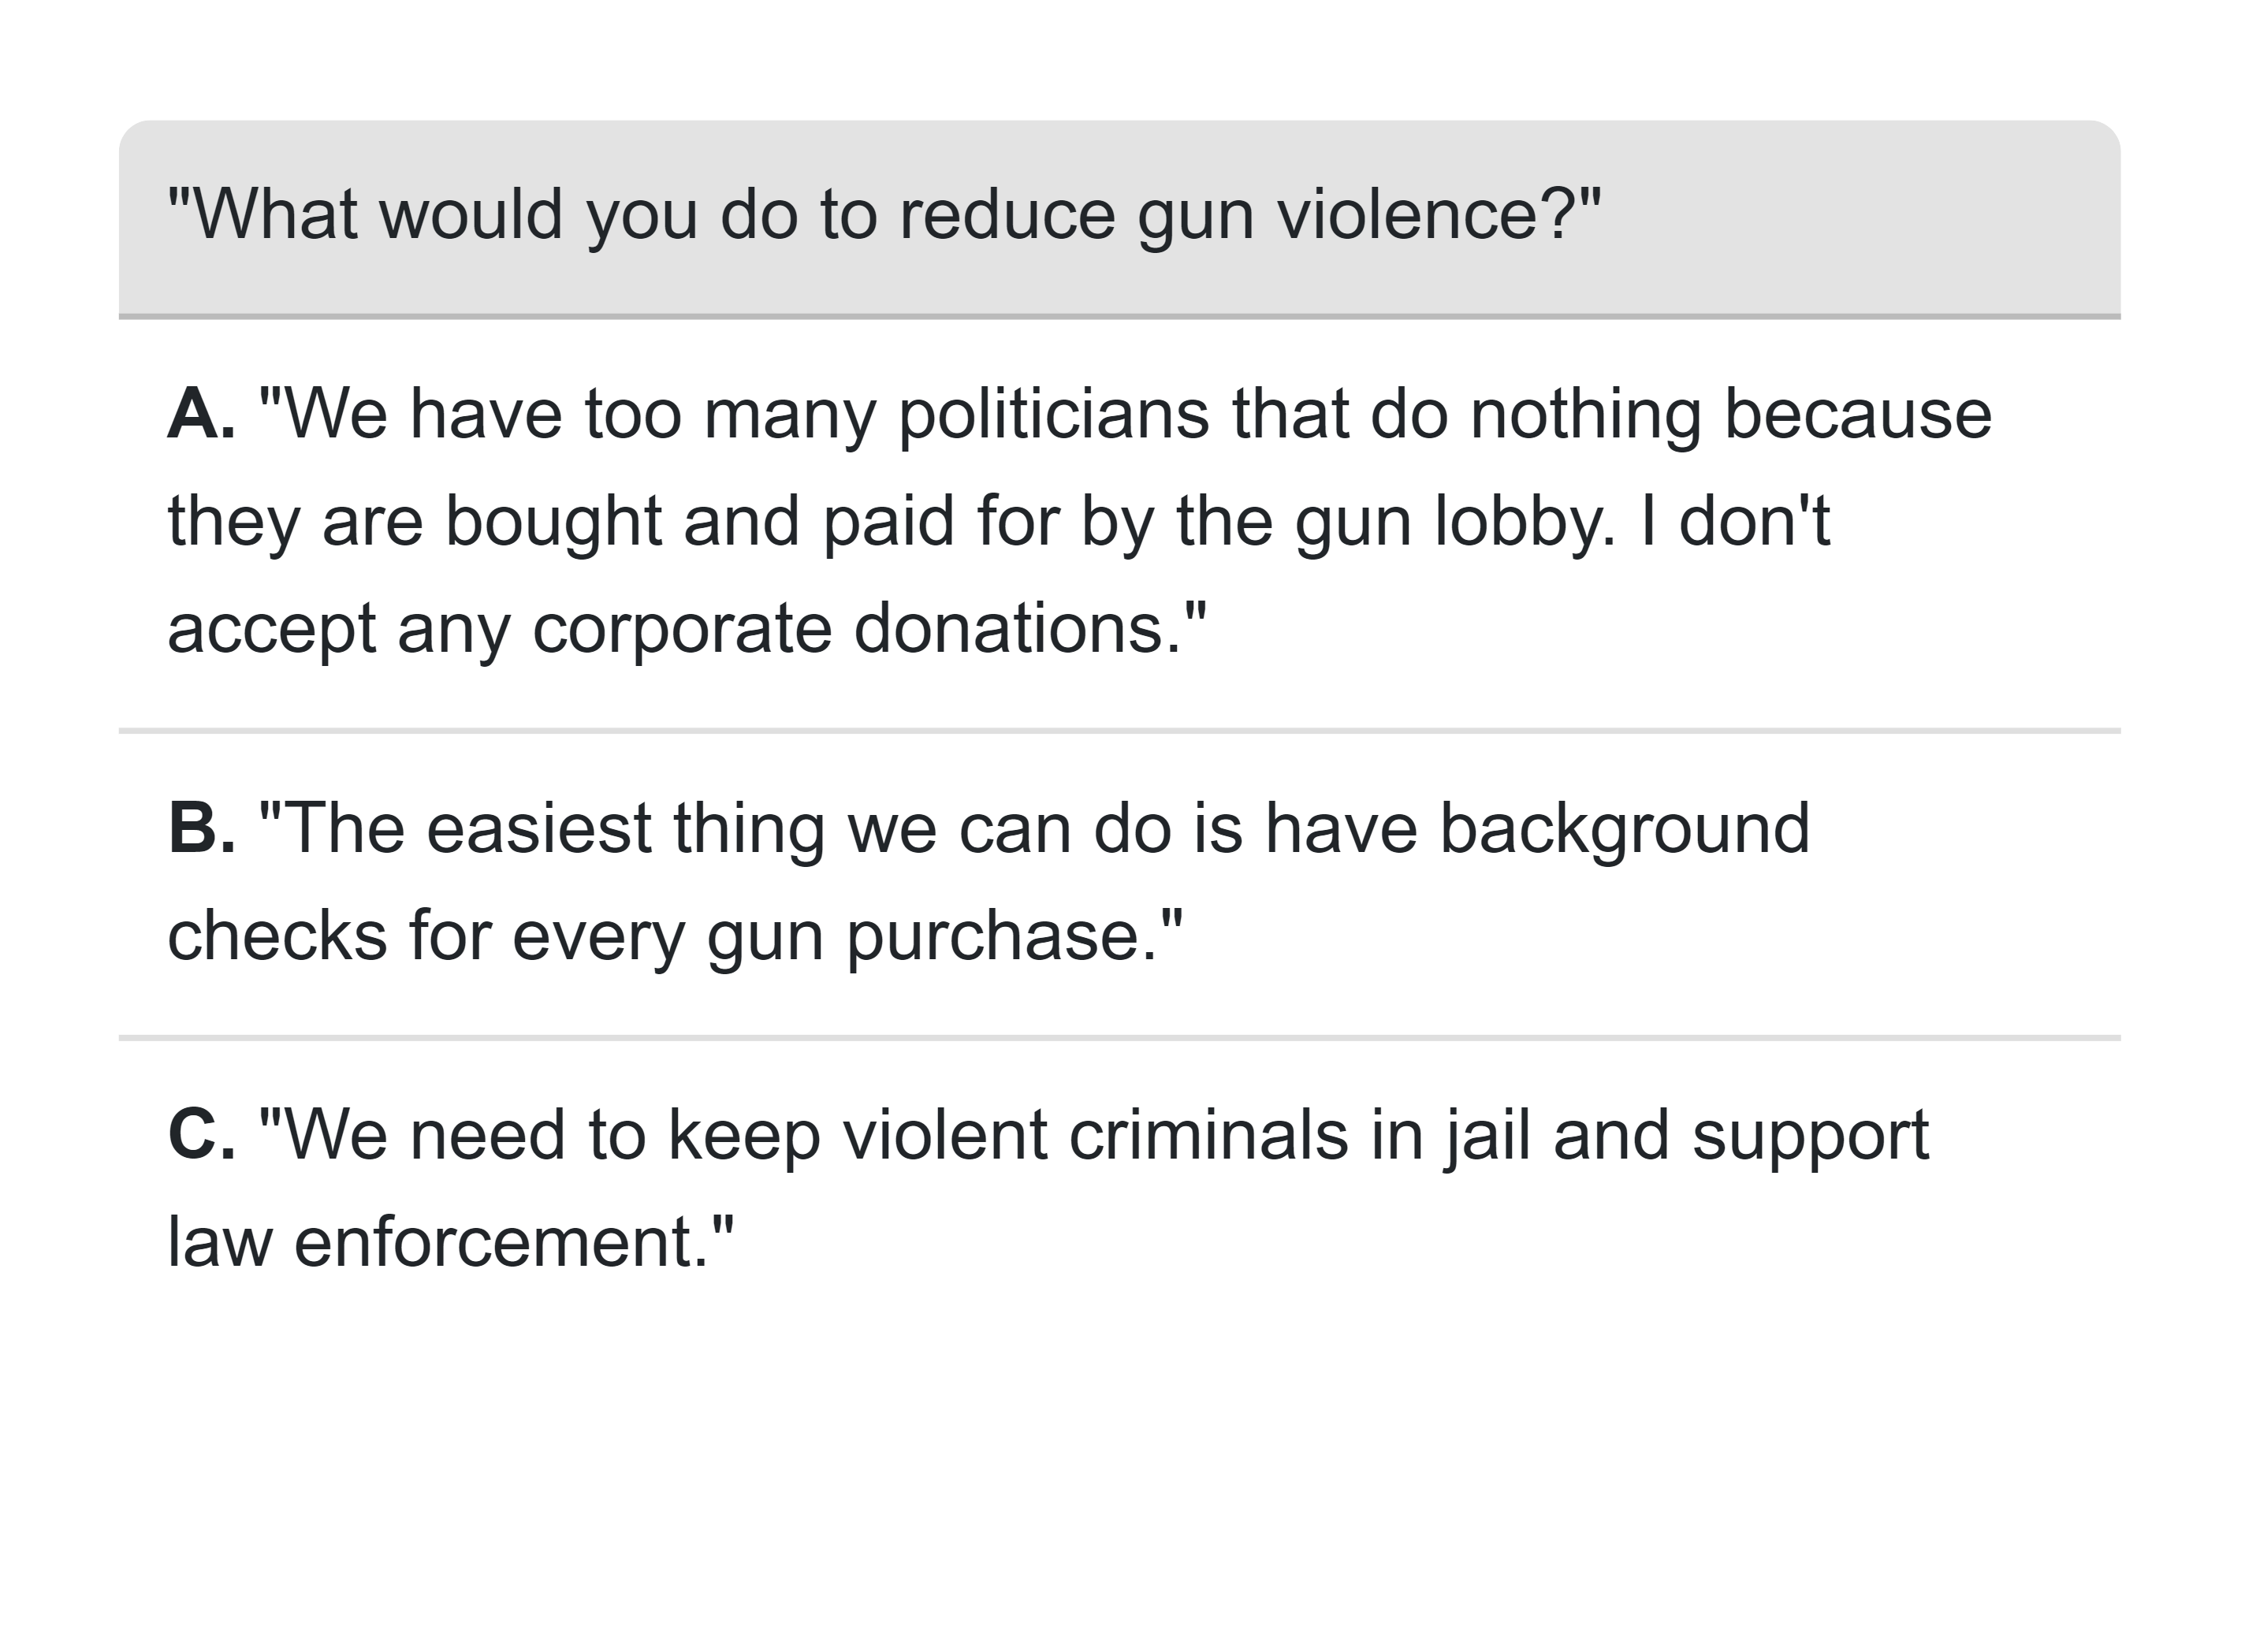 "What would you do to reduce gun violence?"
A. "We have too many politicians that do nothing because
they are bought and paid for by the gun lobby. I don't
accept any corporate donations."
B. "The easiest thing we can do is have background
checks for every gun purchase."
C. "We need to keep violent criminals in jail and support
law enforcement."